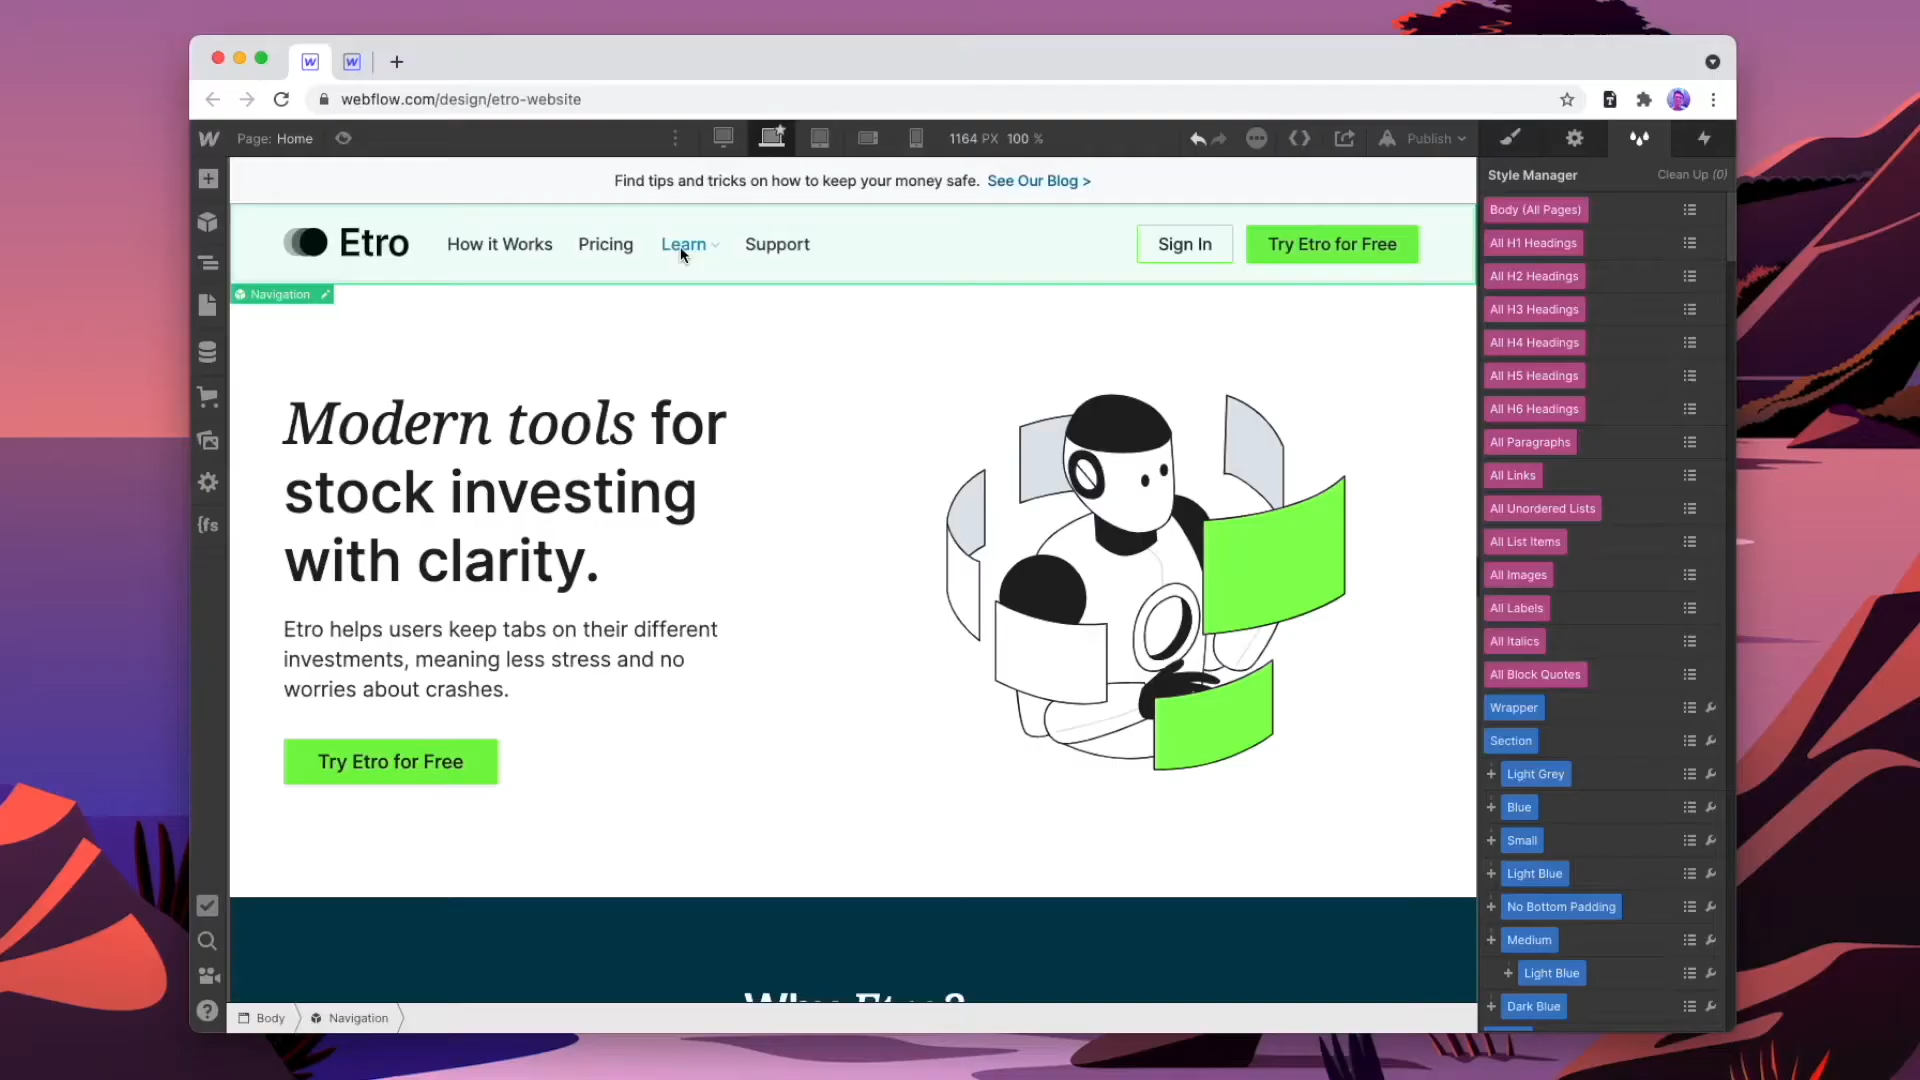 webflow.com/design/etro-website
Page: Home
1164 PX 100 %
Publish
Find tips and tricks on how to keep your money safe. See Our Blog >
Etro
How it Works
Pricing
Learn
Support
Sign In
Try Etro for Free
Navigation
Modern tools for
stock investing
with clarity.
Etro helps users keep tabs on their different
investments, meaning less stress and no
worries about crashes.
Try Etro for Free
Why Etro?
{fs
Body
Navigation
Style Manager
Clean Up (0)
Body (All Pages)
All H1 Headings
All H2 Headings
All H3 Headings
All H4 Headings
All H5 Headings
All H6 Headings
All Paragraphs
All Links
All Unordered Lists
All List Items
All Images
All Labels
All Italics
All Block Quotes
Wrapper
Section
+ Light Grey
+ Blue
+ Small
+ Light Blue
+ No Bottom Padding
+ Medium
+ Light Blue
+ Dark Blue